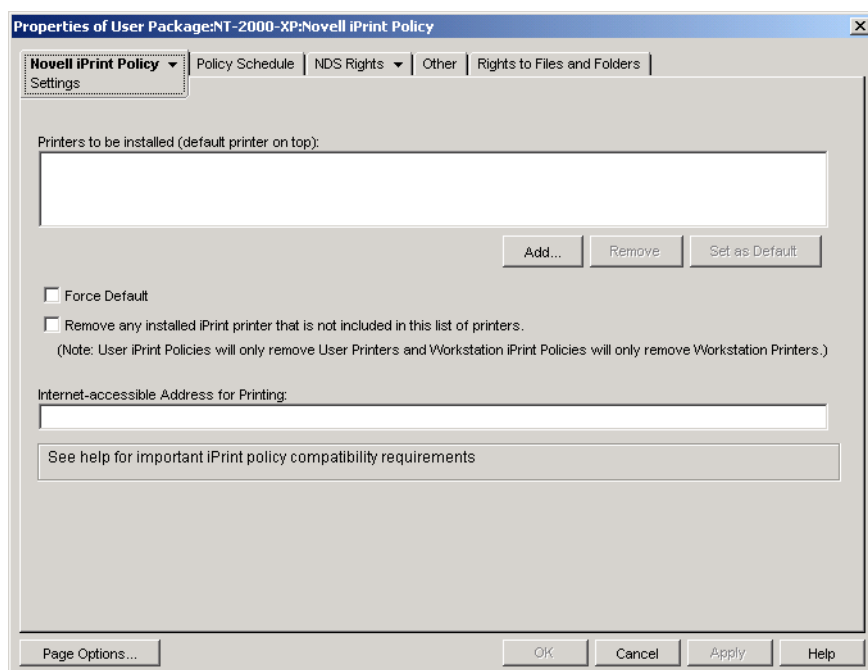 Properties of User Package:NT-2000-XP:Novell iPrint Policy
Novell iPrint Policy Policy Schedule NDS Rights Other Rights to Files and Folders
Settings
Printers to be installed (default printer on top):
Add... Remove Set as Default
Force Default
Remove any installed iPrint printer that is not included in this list of printers.
(Note: User iPrint Policies will only remove User Printers and Workstation iPrint Policies will only remove Workstation Printers.)
Internet-accessible Address for Printing:
See help for important iPrint policy compatibility requirements
Page Options... OK Cancel Apply Help